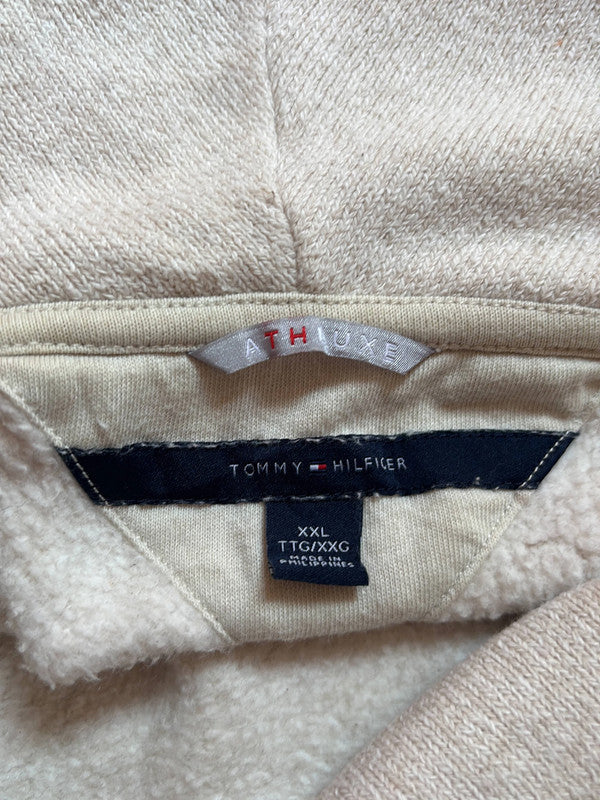 ATHLUXE
TOMMY HILFIGER
XXL
TTG/XXG
MADE IN
PHILIPPINES